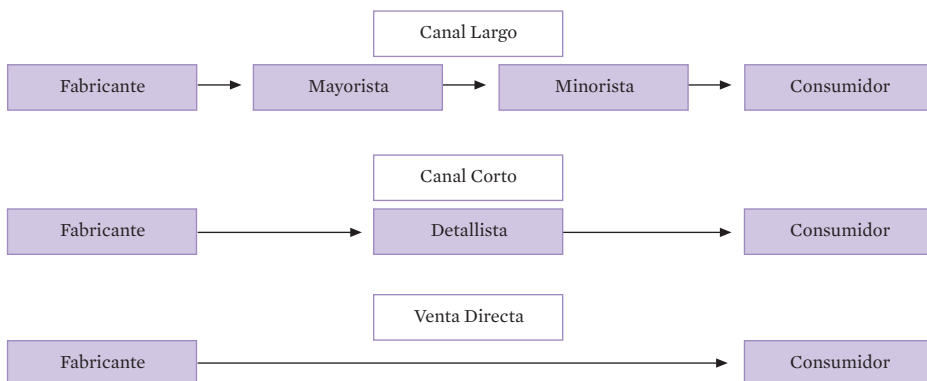 Canal Largo
Fabricante Mayorista Minorista Consumidor
Canal Corto
Fabricante Detallista Consumidor
Venta Directa
Fabricante Consumidor